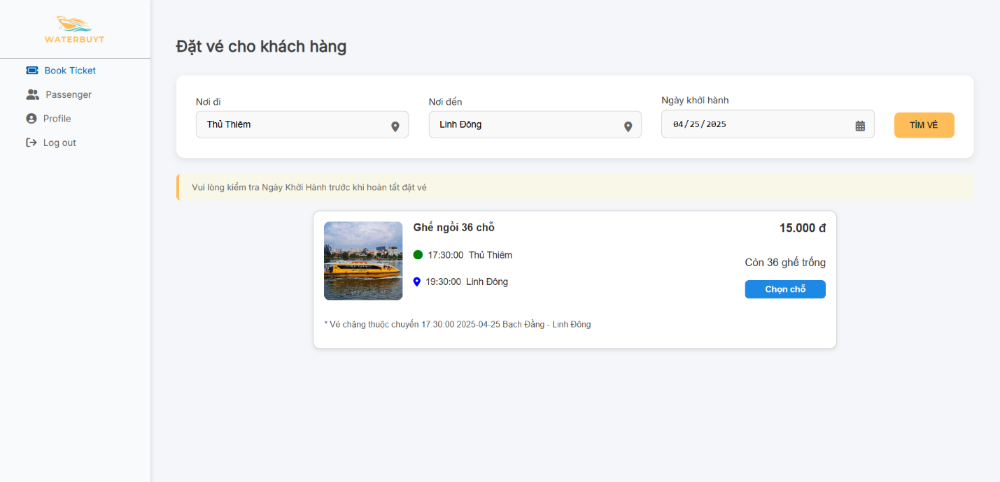 WATERBUYT
Book Ticket
Passenger
Profile
Log out
Đặt vé cho khách hàng
Nơi đi
Thủ Thiêm
Nơi đến
Linh Đông
Ngày khởi hành
04/25/2025
TÌM VÉ
Vui lòng kiểm tra Ngày Khởi Hành trước khi hoàn tất đặt vé
Ghế ngồi 36 chỗ
15.000 đ
17:30:00 Thủ Thiêm
Còn 36 ghế trống
19:30:00 Linh Đông
Chọn chỗ
* Vé chặng thuộc chuyến 17:30:00 2025-04-25 Bạch Đằng - Linh Đông